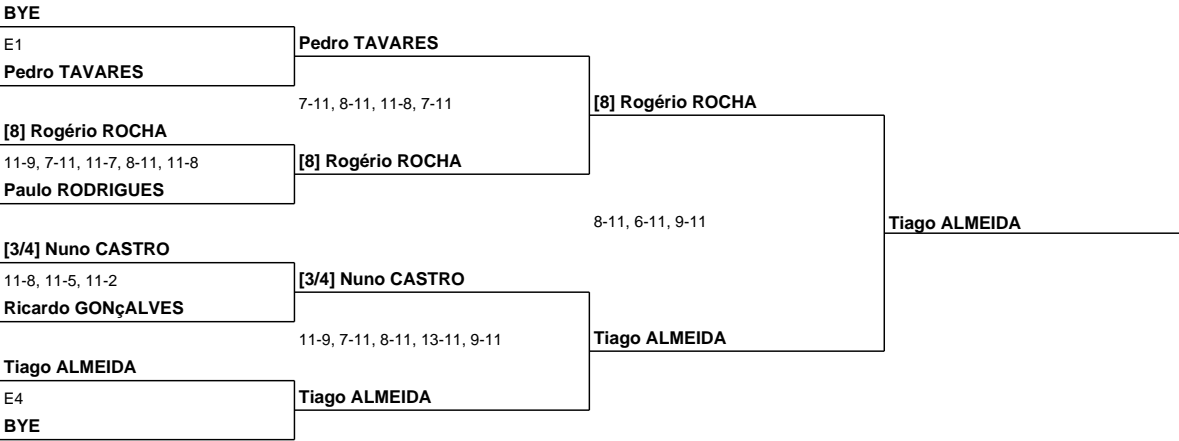 BYE
E1
Pedro TAVARES
Pedro TAVARES
7-11, 8-11, 11-8, 7-11
[8] Rogério ROCHA
[8] Rogério ROCHA
11-9, 7-11, 11-7, 8-11, 11-8
[8] Rogério ROCHA
Paulo RODRIGUES
8-11, 6-11, 9-11
Tiago ALMEIDA
[3/4] Nuno CASTRO
11-8, 11-5, 11-2
[3/4] Nuno CASTRO
Ricardo GONçALVES
11-9, 7-11, 8-11, 13-11, 9-11
Tiago ALMEIDA
Tiago ALMEIDA
E4
Tiago ALMEIDA
BYE